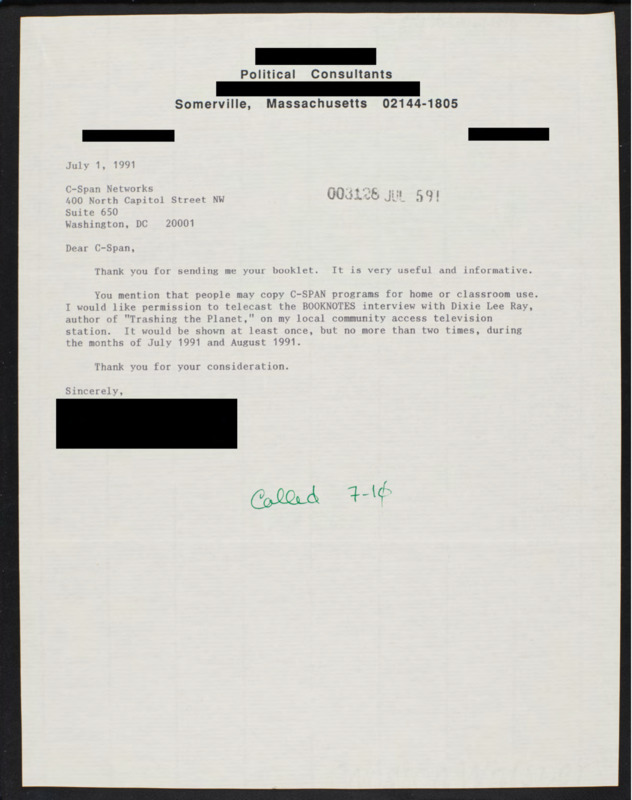 Political Consultants
Somerville, Massachusetts 02144-1805
July 1, 1991
C-Span Networks
400 North Capitol Street NW
Suite 650
Washington, DC 20001
003128 JUL 591
Dear C-Span,
Thank you for sending me your booklet. It is very useful and informative.
You mention that people may copy C-SPAN programs for home or classroom use.
I would like permission to telecast the BOOKNOTES interview with Dixie Lee Ray,
author of "Trashing the Planet," on my local community access television
station. It would be shown at least once, but no more than two times, during
the months of July 1991 and August 1991.
Thank you for your consideration.
Sincerely,
Called